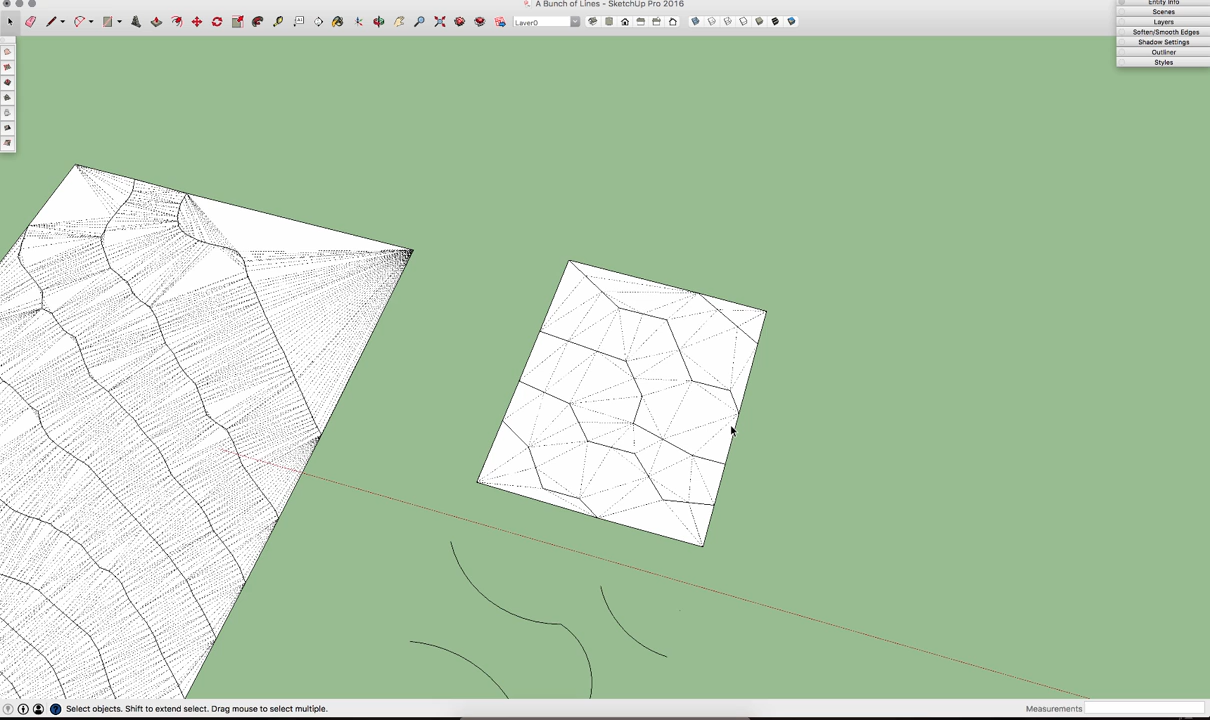 A Bunch of Lines - SketchUp Pro 2016
Entity Info
Scenes
Layers
Soften/Smooth Edges
Shadow Settings
Outliner
Styles
Layer0
Select objects. Shift to extend select. Drag mouse to select multiple.
Measurements